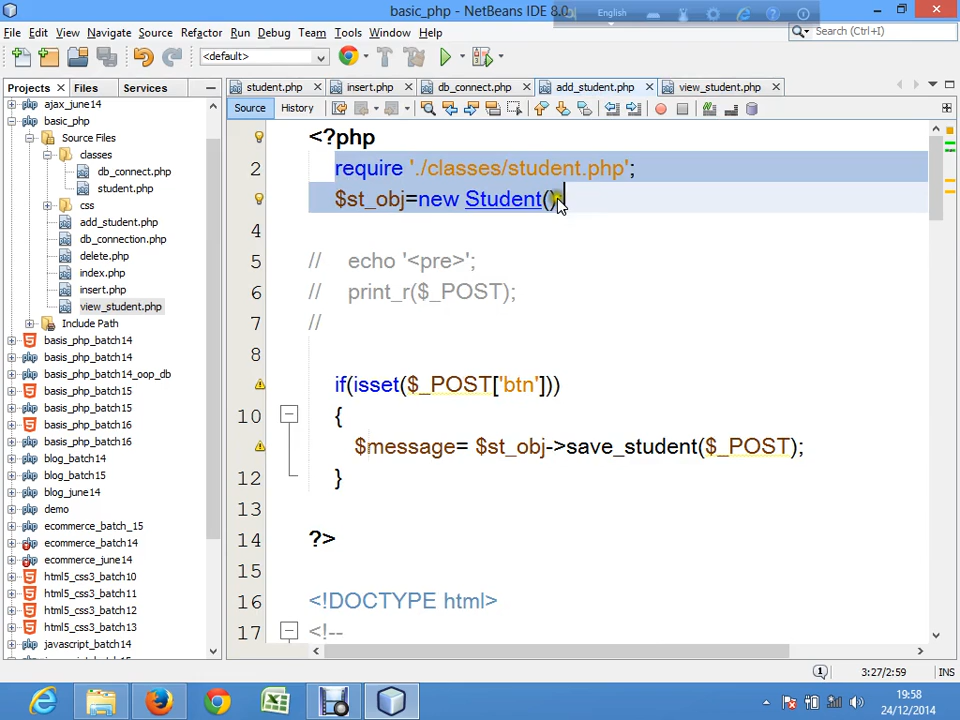 basic_php - NetBeans IDE 8.0
English
File Edit View Navigate Source Refactor Run Debug Team Tools Window Help
Search (Ctrl+I)
<default>
Projects Files Services
student.php insert.php db_connect.php add_student.php view_student.php
Source History
ajax_june14
basic_php
Source Files
classes
db_connect.php
student.php
css
add_student.php
db_connection.php
delete.php
index.php
insert.php
view_student.php
Include Path
basis_php_batch14
basis_php_batch14
basic_php_batch14_oop_db
basis_php_batch15
basis_php_batch15
basis_php_batch16
basis_php_batch16
blog_batch14
blog_batch15
blog_june14
demo
ecommerce_batch_15
ecommerce_batch14
ecommerce_june14
html5_css3_batch10
html5_css3_batch11
html5_css3_batch12
html5_css3_batch13
javascript_batch14
<?php
2 require './classes/student.php';
$st_obj=new Student()
4
5 // echo '<pre>';
6 // print_r($_POST);
7 //
8
if(isset($_POST['btn']))
10 {
$message= $st_obj->save_student($_POST);
12 }
13
14 ?>
15
16 <!DOCTYPE html>
17 <!--
3:27/2:59 INS
19:58
24/12/2014